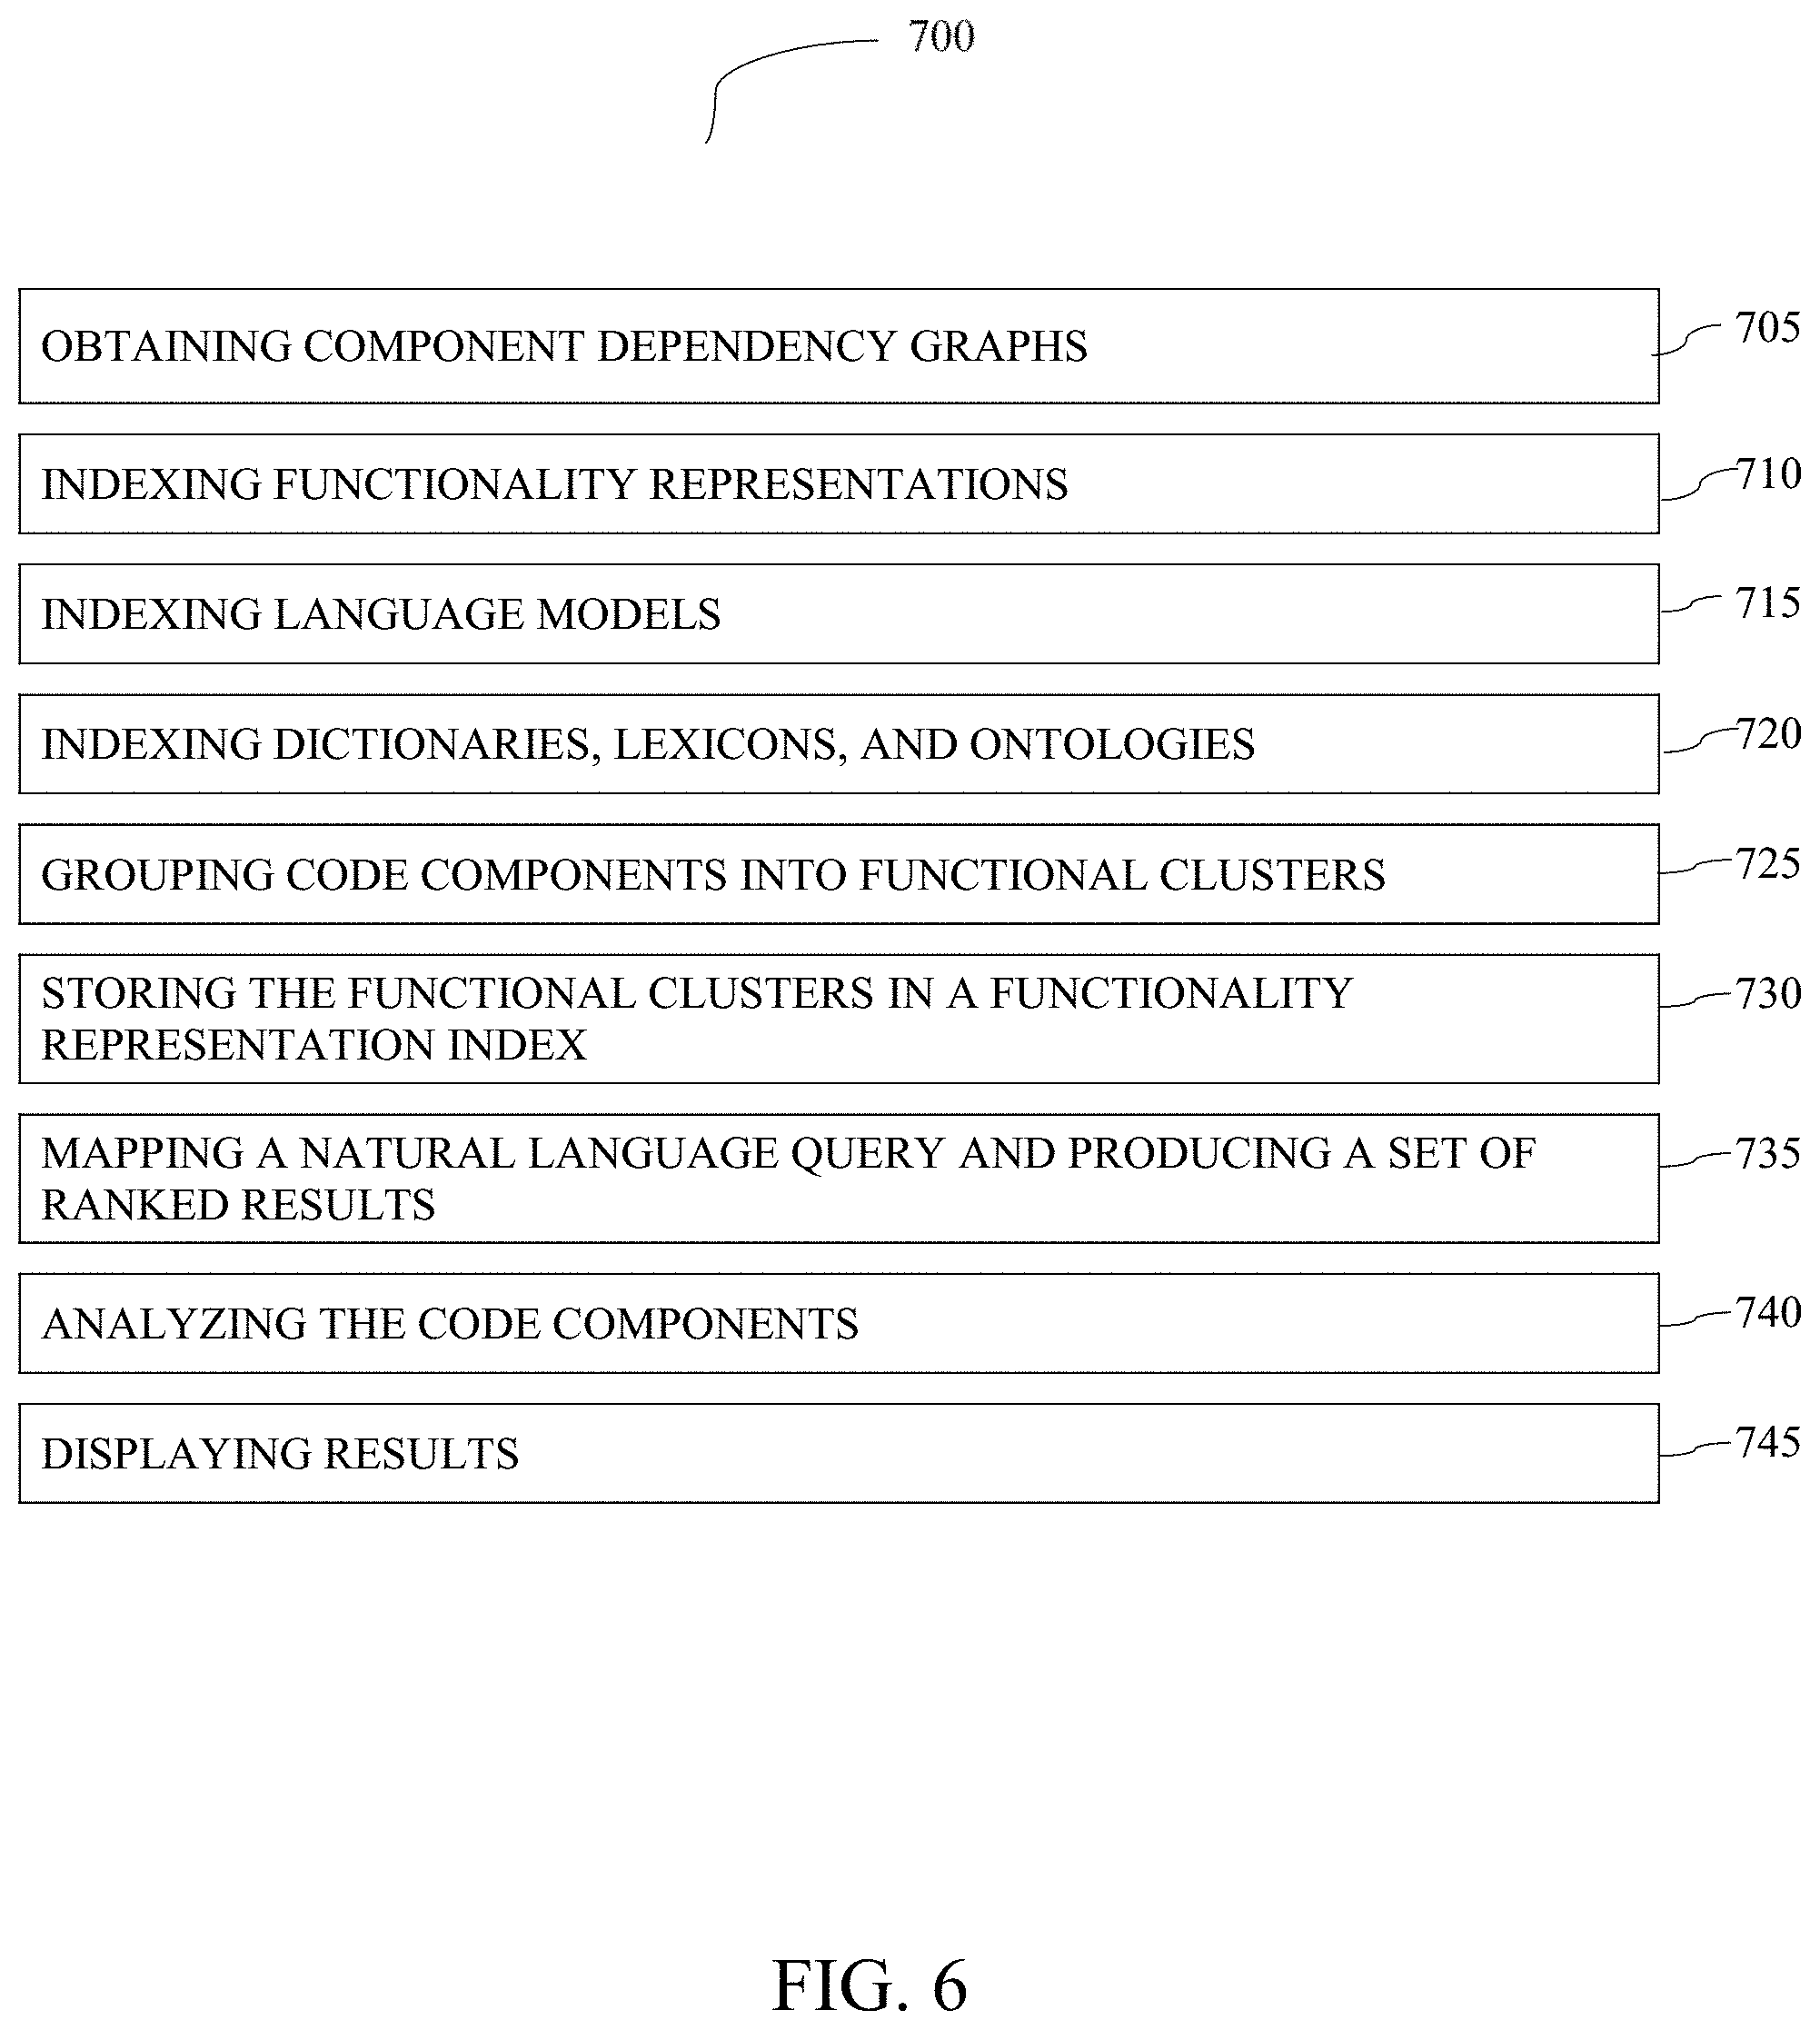 700
OBTAINING COMPONENT DEPENDENCY GRAPHS
705
INDEXING FUNCTIONALITY REPRESENTATIONS
710
INDEXING LANGUAGE MODELS
715
INDEXING DICTIONARIES, LEXICONS, AND ONTOLOGIES
720
GROUPING CODE COMPONENTS INTO FUNCTIONAL CLUSTERS
725
STORING THE FUNCTIONAL CLUSTERS IN A FUNCTIONALITY
REPRESENTATION INDEX
730
MAPPING A NATURAL LANGUAGE QUERY AND PRODUCING A SET OF
RANKED RESULTS
735
ANALYZING THE CODE COMPONENTS
740
DISPLAYING RESULTS
745
FIG. 6